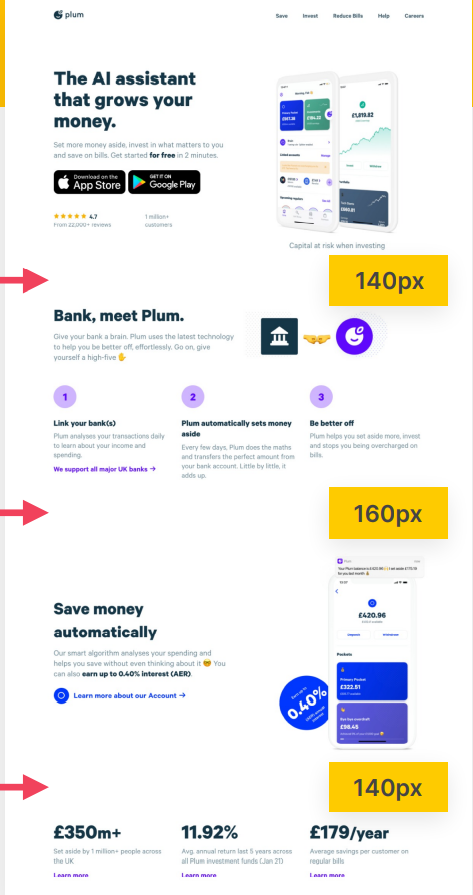 plum
Save Invest Reduce Bills Help Careers
The AI assistant
that grows your
money.
Set more money aside, invest in what matters to you
and save on bills. Get started for free in 2 minutes.
Download on the
App Store
GET IT ON
Google Play
4.7
From 22,000+ reviews
1 million+
customers
£1,819.82
Capital at risk when investing
140px
Bank, meet Plum.
Give your bank a brain. Plum uses the latest technology
to help you be better off, effortlessly. Go on, give
yourself a high-five ✋
1
2
3
Link your bank(s)
Plum analyses your transactions daily
to learn about your income and
spending.
We support all major UK banks →
Plum automatically sets money
aside
Every few days, Plum does the maths
and transfers the perfect amount from
your bank account. Little by little, it
adds up.
Be better off
Plum helps you set aside more, invest
and stops you being overcharged on
bills.
160px
Save money
automatically
Our smart algorithm analyses your spending and
helps you save without even thinking about it 🤓 You
can also earn up to 0.40% interest (AER).
Learn more about our Account →
Plum
£420.96
Pockets
Primary Pocket
£322.51
£98.45
Earn up to
0.40%
140px
£350m+
Set aside by 1 million+ people across
the UK
Learn more
11.92%
Avg. annual return last 5 years across
all Plum investment funds (Jan 21)
Learn more
£179/year
Average savings per customer on
regular bills
Learn more